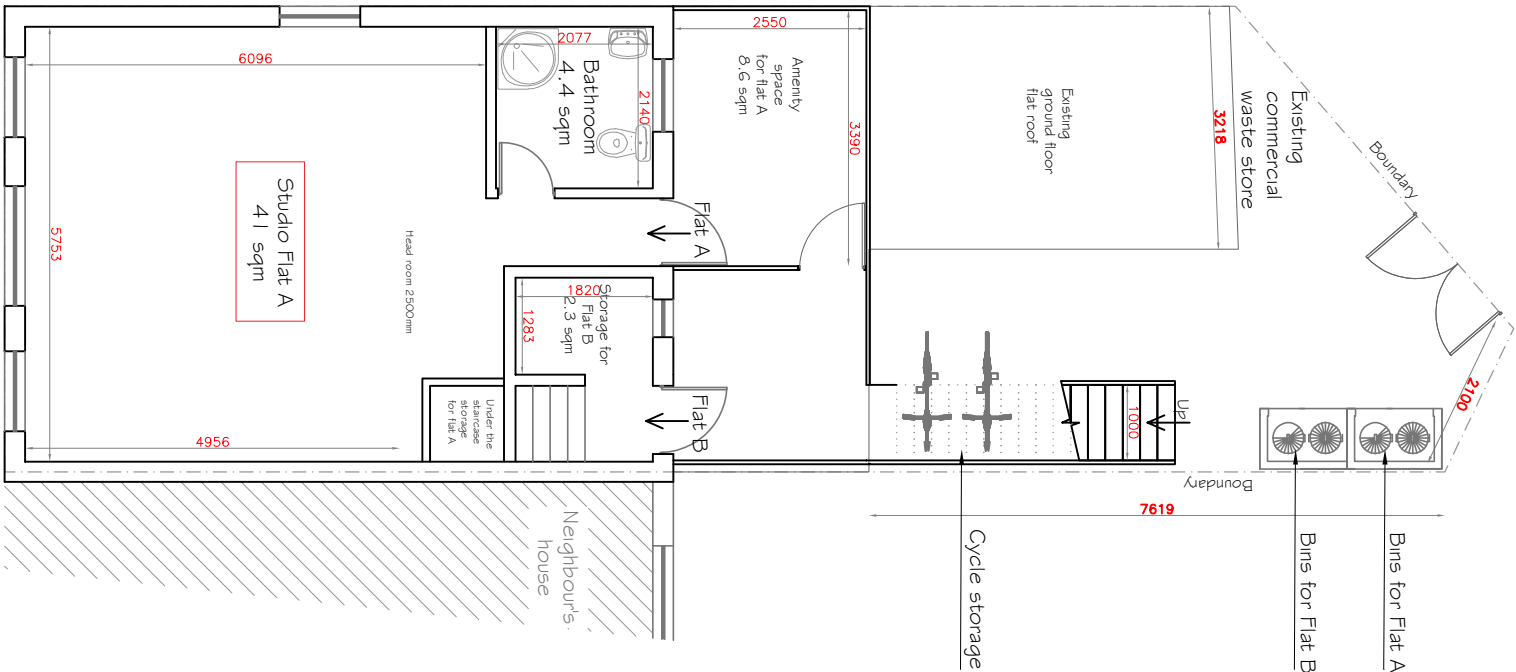 6096
5753
4956
Studio Flat A
41 sqm
Head room 2500mm
2077
2140
Bathroom
4.4 sqm
2550
3390
Amenity
space
for flat A
8.6 sqm
Flat A
Storage for
Flat B
2.3 sqm
1820
1283
Under the
staircase
storage
for flat A
Flat B
Existing
ground floor
flat roof
3218
Existing
commercial
waste store
Boundary
2100
Up
1000
Boundary
7619
Neighbour's
house
Cycle storage
Bins for Flat B
Bins for Flat A